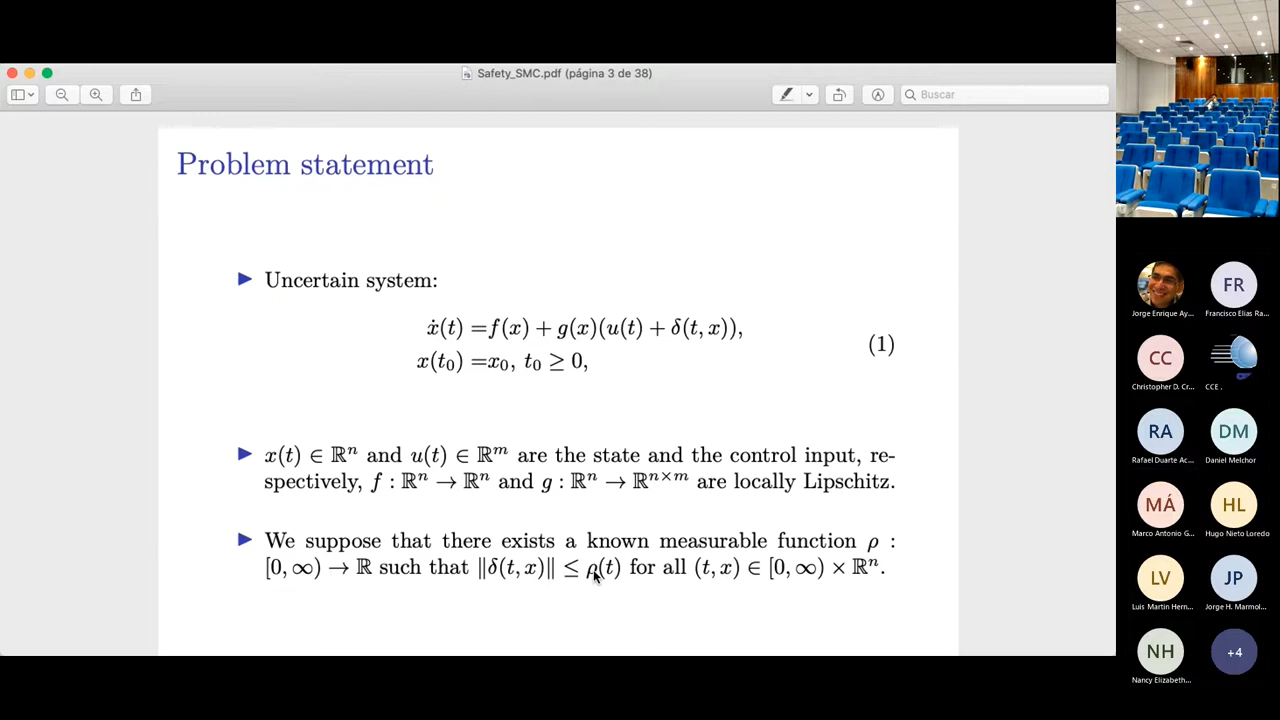 Safety_SMC.pdf (página 3 de 38)
Buscar
Problem statement
▶ Uncertain system:
ẋ(t) =f(x) + g(x)(u(t) + δ(t, x)),
x(t₀) =x₀, t₀ ≥ 0,
(1)
▶ x(t) ∈ ℝⁿ and u(t) ∈ ℝᵐ are the state and the control input, re-
spectively, f : ℝⁿ → ℝⁿ and g : ℝⁿ → ℝⁿˣᵐ are locally Lipschitz.
▶ We suppose that there exists a known measurable function ρ :
[0, ∞) → ℝ such that ‖δ(t, x)‖ ≤ ρ(t) for all (t, x) ∈ [0, ∞) × ℝⁿ.
Jorge Enrique Ay...
FR
Francisco Elias Ra...
CC
Christopher D. Cr...
CCE .
RA
Rafael Duarte Ac...
DM
Daniel Melchor
MÁ
Marco Antonio G...
HL
Hugo Nieto Loredo
LV
Luis Martin Hern...
JP
Jorge H. Marmol...
NH
Nancy Elizabeth...
+4